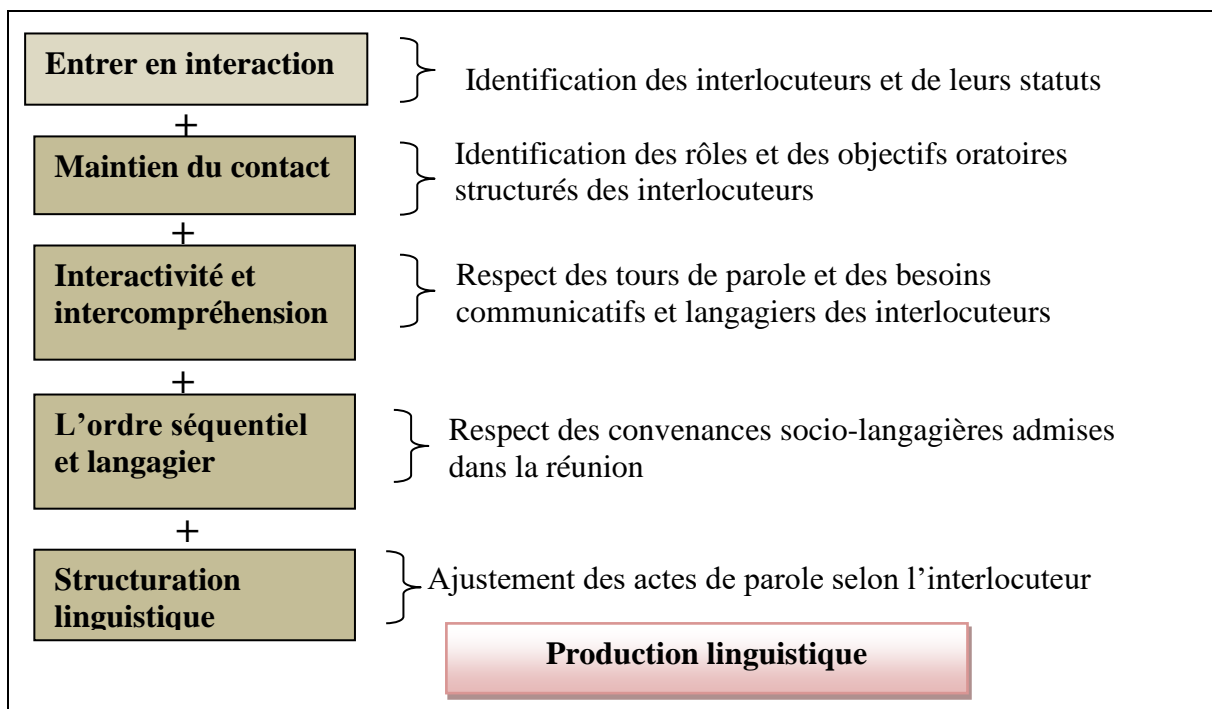 Entrer en interaction
Identification des interlocuteurs et de leurs statuts
+
Maintien du contact
Identification des rôles et des objectifs oratoires
structurés des interlocuteurs
+
Interactivité et
intercompréhension
Respect des tours de parole et des besoins
communicatifs et langagiers des interlocuteurs
+
L’ordre séquentiel
et langagier
Respect des convenances socio-langagières admises
dans la réunion
+
Structuration
linguistique
Ajustement des actes de parole selon l’interlocuteur
Production linguistique